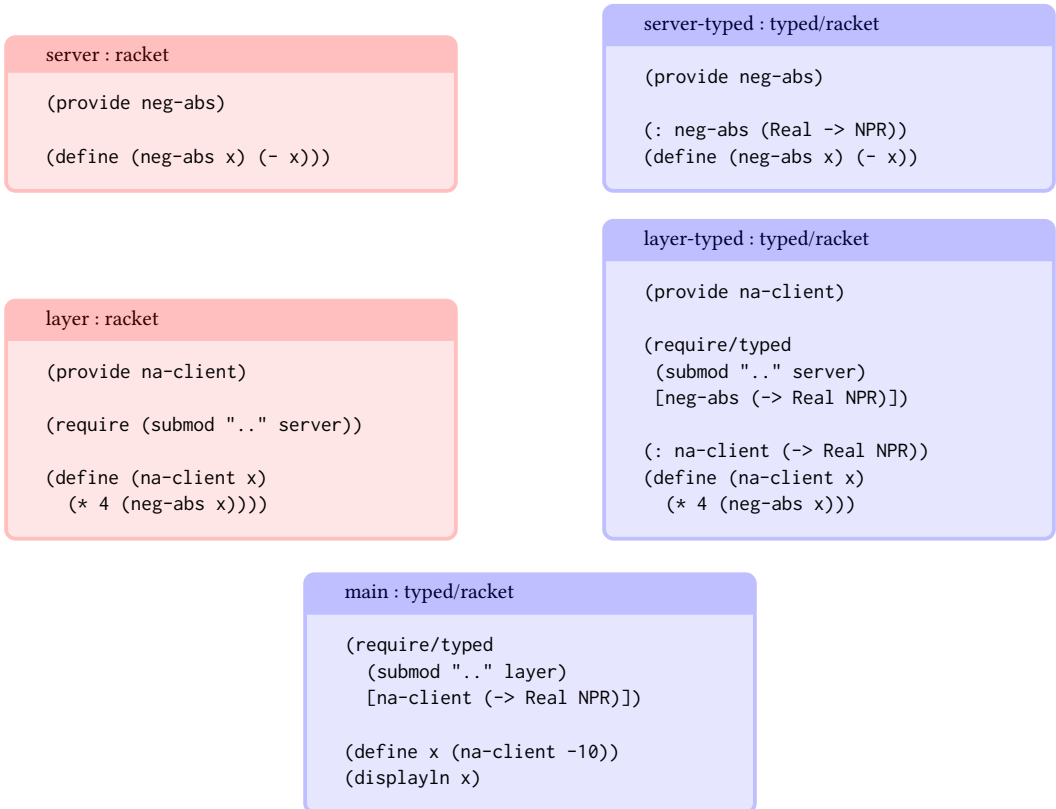 server : racket
(provide neg-abs)
(define (neg-abs x) (- x)))
server-typed : typed/racket
(provide neg-abs)
(: neg-abs (Real -> NPR))
(define (neg-abs x) (- x))
layer : racket
(provide na-client)
(require (submod ".." server))
(define (na-client x)
(* 4 (neg-abs x))))
layer-typed : typed/racket
(provide na-client)
(require/typed
(submod ".." server)
[neg-abs (-> Real NPR)])
(: na-client (-> Real NPR))
(define (na-client x)
(* 4 (neg-abs x)))
main : typed/racket
(require/typed
(submod ".." layer)
[na-client (-> Real NPR)])
(define x (na-client -10))
(displayln x)